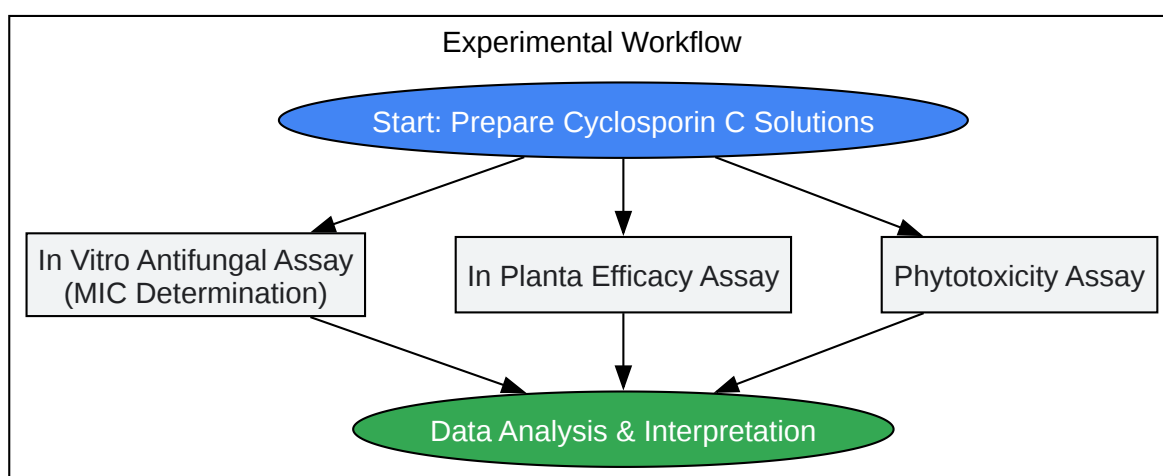 Experimental Workflow
Start: Prepare Cyclosporin C Solutions
In Vitro Antifungal Assay
(MIC Determination)
In Planta Efficacy Assay
Phytotoxicity Assay
Data Analysis & Interpretation